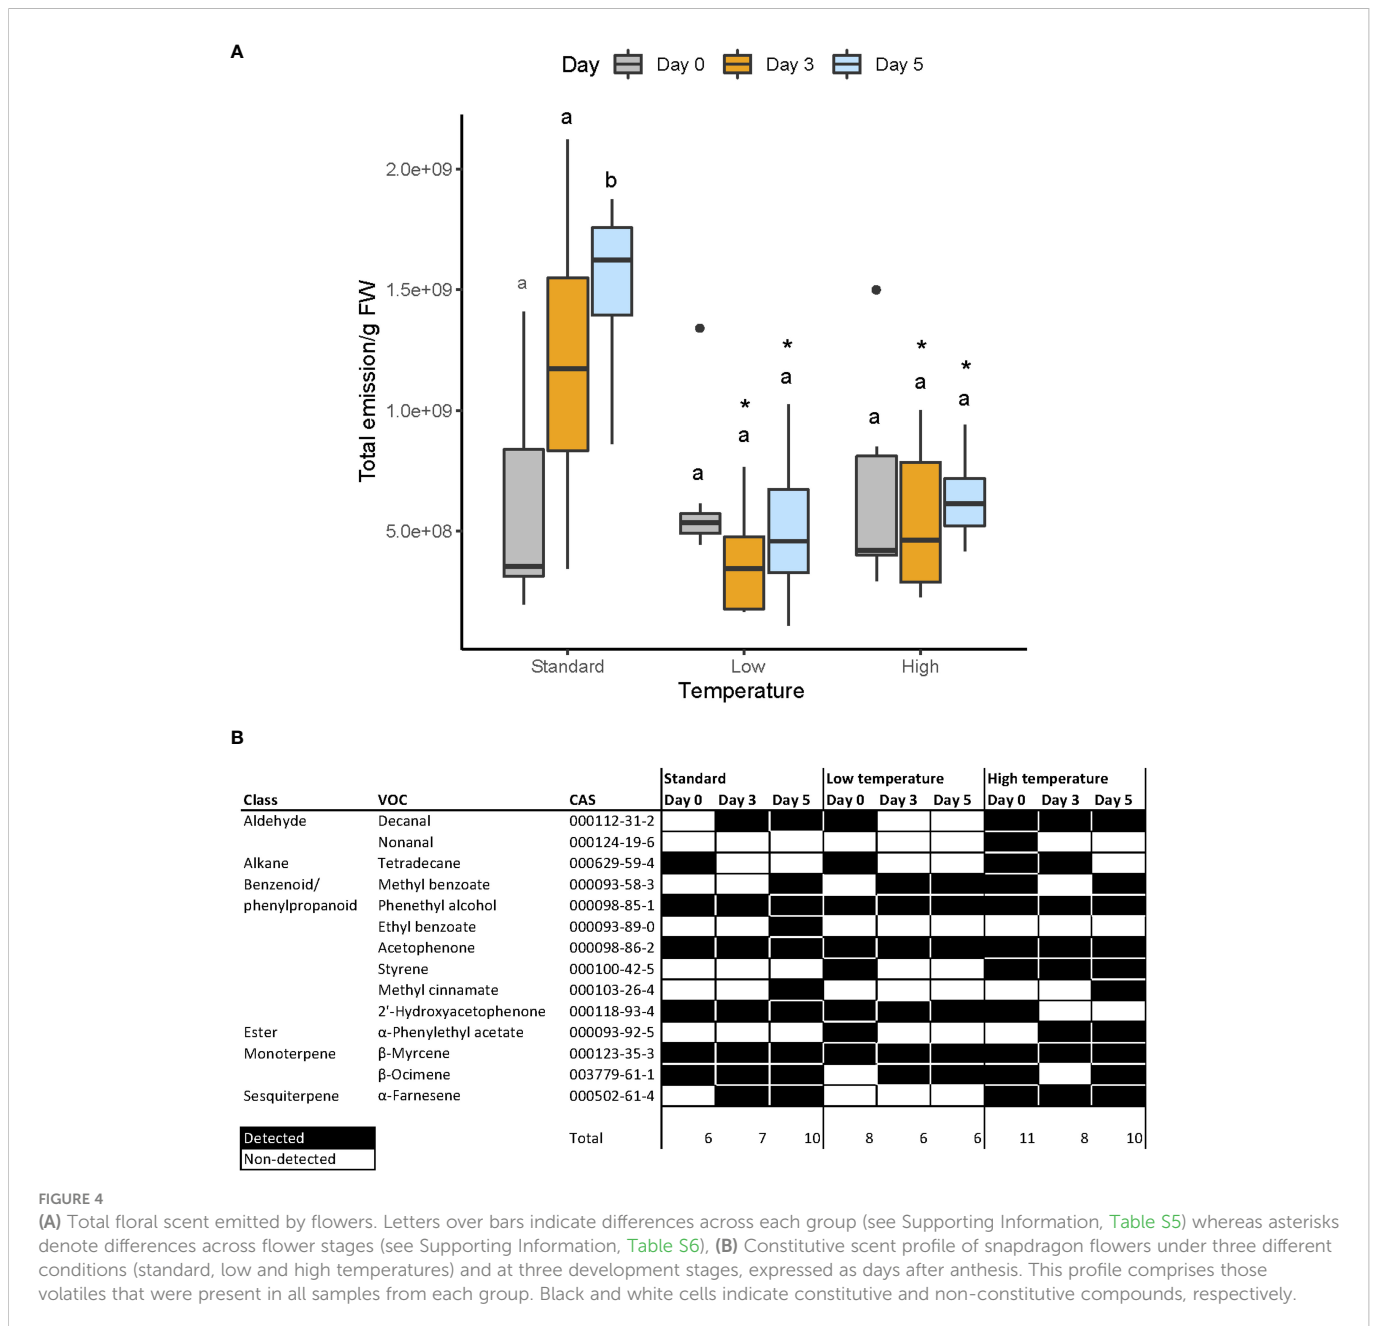 A
Day Day 0 Day 3 Day 5
Total emission/g FW
2.0e+09
1.5e+09
1.0e+09
5.0e+08
a a b
a * a * a
a * a * a
Standard Low High
Temperature
B
Standard Low temperature High temperature
Class VOC CAS Day 0 Day 3 Day 5 Day 0 Day 3 Day 5 Day 0 Day 3 Day 5
Aldehyde Decanal 000112-31-2
Nonanal 000124-19-6
Alkane Tetradecane 000629-59-4
Benzenoid/ Methyl benzoate 000093-58-3
phenylpropanoid Phenethyl alcohol 000098-85-1
Ethyl benzoate 000093-89-0
Acetophenone 000098-86-2
Styrene 000100-42-5
Methyl cinnamate 000103-26-4
2'-Hydroxyacetophenone 000118-93-4
Ester α-Phenylethyl acetate 000093-92-5
Monoterpene β-Myrcene 000123-35-3
β-Ocimene 003779-61-1
Sesquiterpene α-Farnesene 000502-61-4
Detected Total 6 7 10 8 6 6 11 8 10
Non-detected
FIGURE 4
(A) Total floral scent emitted by flowers. Letters over bars indicate differences across each group (see Supporting Information, Table S5) whereas asterisks
denote differences across flower stages (see Supporting Information, Table S6), (B) Constitutive scent profile of snapdragon flowers under three different
conditions (standard, low and high temperatures) and at three development stages, expressed as days after anthesis. This profile comprises those
volatiles that were present in all samples from each group. Black and white cells indicate constitutive and non-constitutive compounds, respectively.